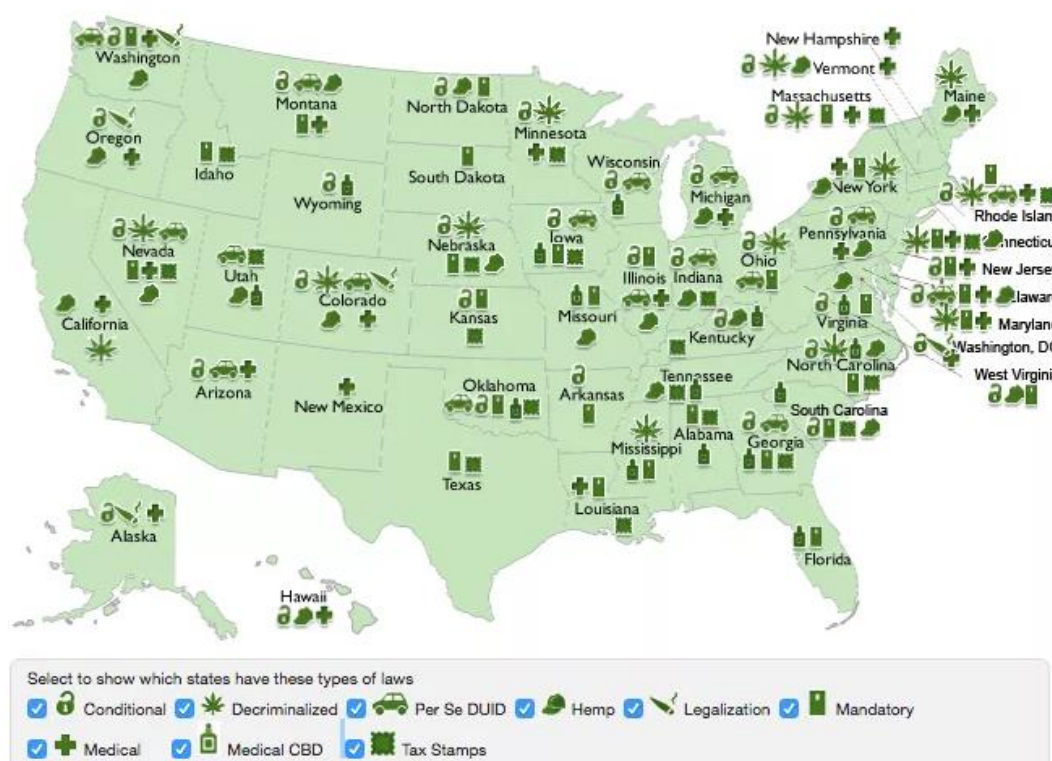 Washington
Oregon
Idaho
Montana
North Dakota
Minnesota
South Dakota
Wyoming
Wisconsin
Michigan
New Hampshire
Vermont
Massachusetts
Maine
New York
Rhode Islan
nnecticu
New Jerse
elawar
Marylan
Washington, DC
West Virgini
Pennsylvania
Nevada
Utah
Colorado
Nebraska
Iowa
Illinois
Indiana
Ohio
California
Kansas
Missouri
Kentucky
Virginia
North Carolina
Arizona
New Mexico
Oklahoma
Arkansas
Tennessee
South Carolina
Texas
Louisiana
Mississippi
Alabama
Georgia
Florida
Alaska
Hawaii
Select to show which states have these types of laws
Conditional Decriminalized Per Se DUID Hemp Legalization Mandatory
Medical Medical CBD Tax Stamps